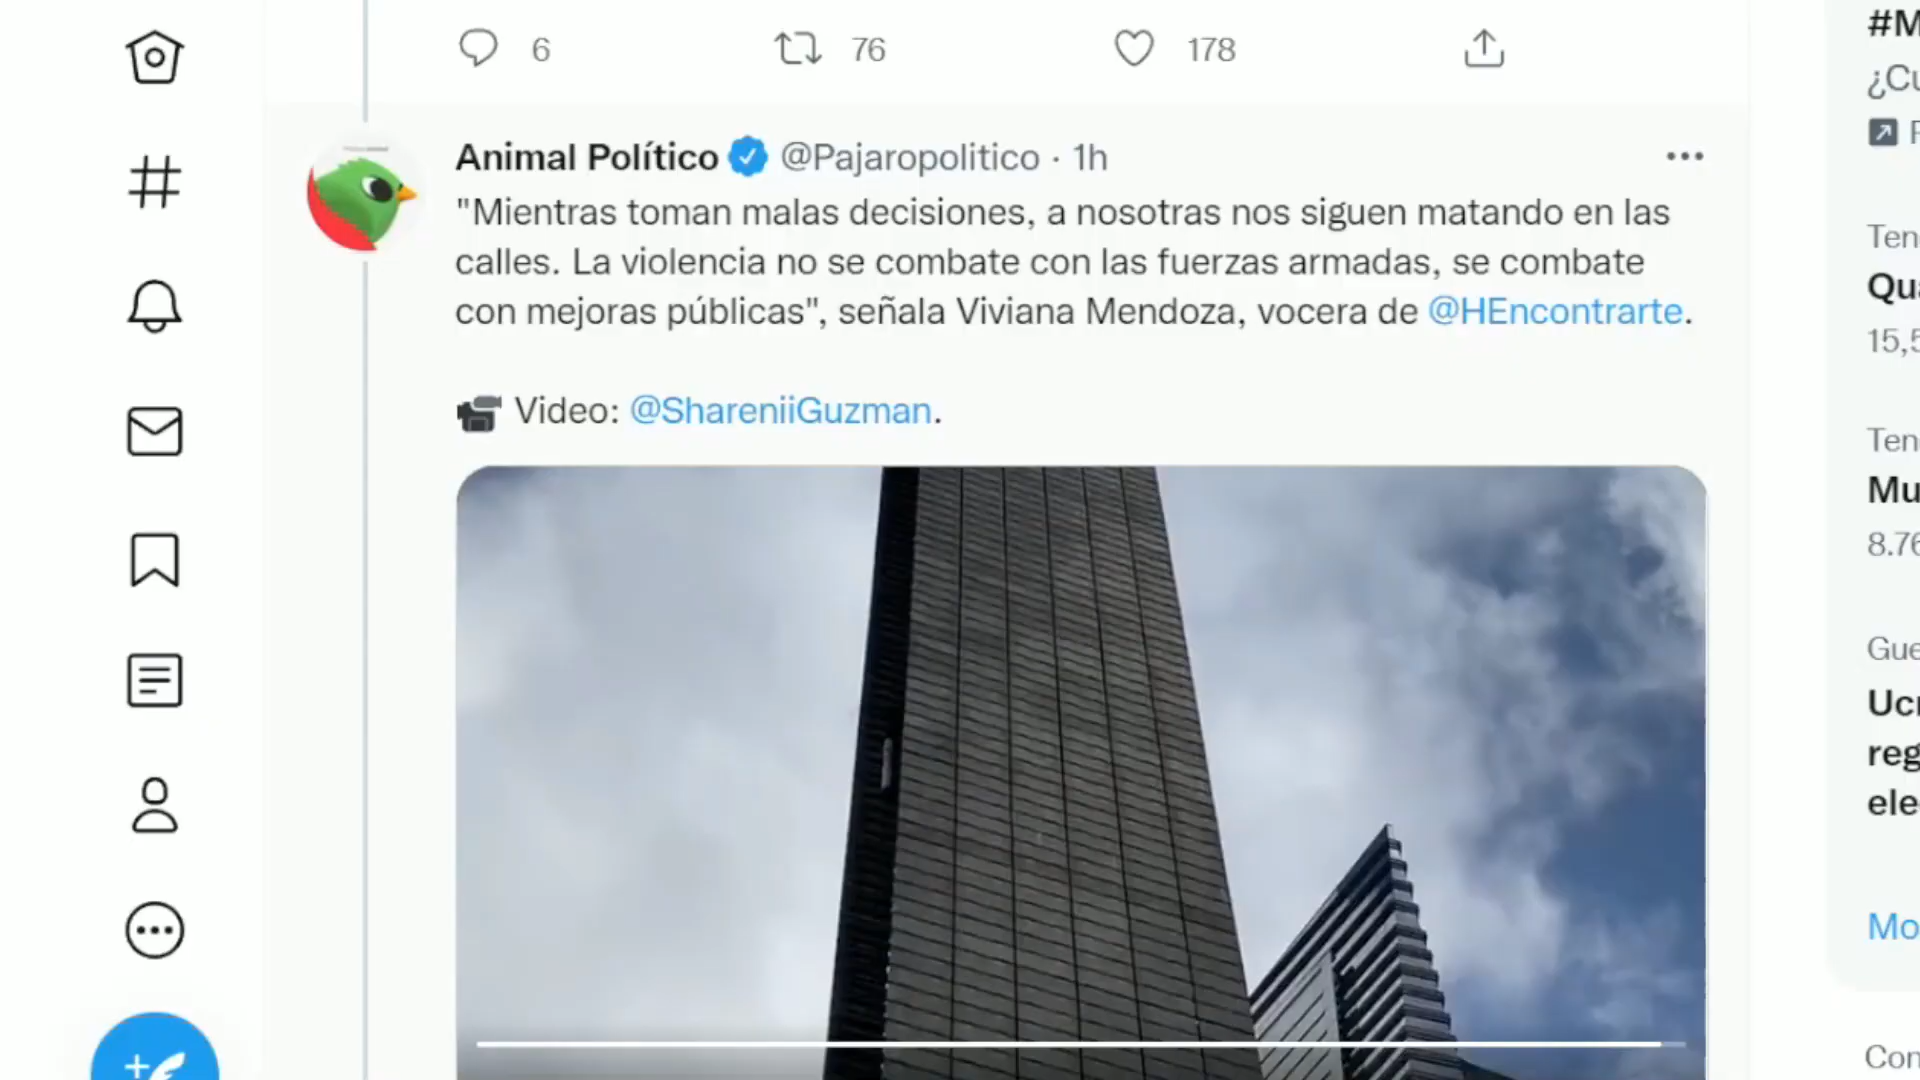 6 76 178
Animal Político @Pajaropolitico · 1h
"Mientras toman malas decisiones, a nosotras nos siguen matando en las
calles. La violencia no se combate con las fuerzas armadas, se combate
con mejoras públicas", señala Viviana Mendoza, vocera de @HEncontrarte.
Video: @ShareniiGuzman.
#M
¿Cu
P
Ten
Qu
15,5
Ten
Mu
8.76
Gue
Uc
reg
ele
Mo
Con